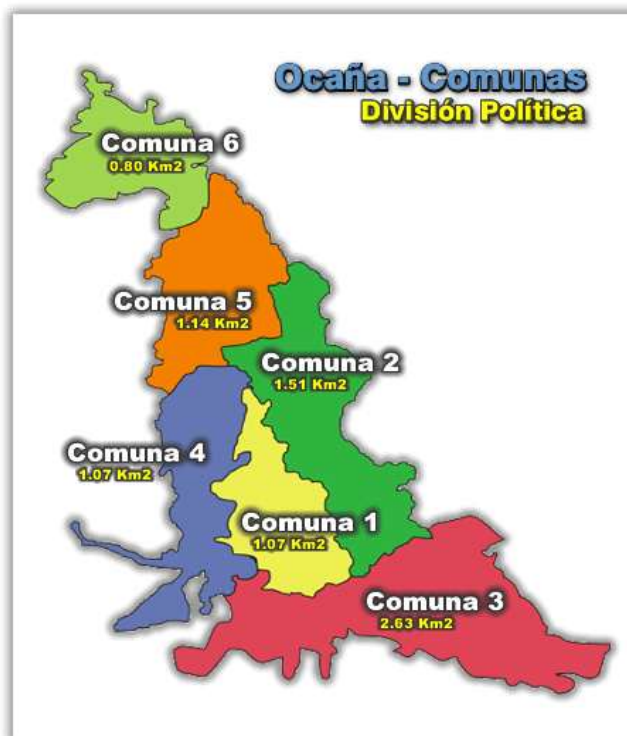 Ocaña - Comunas
División Política
Comuna 6
0.80 Km2
Comuna 5
1.14 Km2
Comuna 2
1.51 Km2
Comuna 4
1.07 Km2
Comuna 1
1.07 Km2
Comuna 3
2.63 Km2